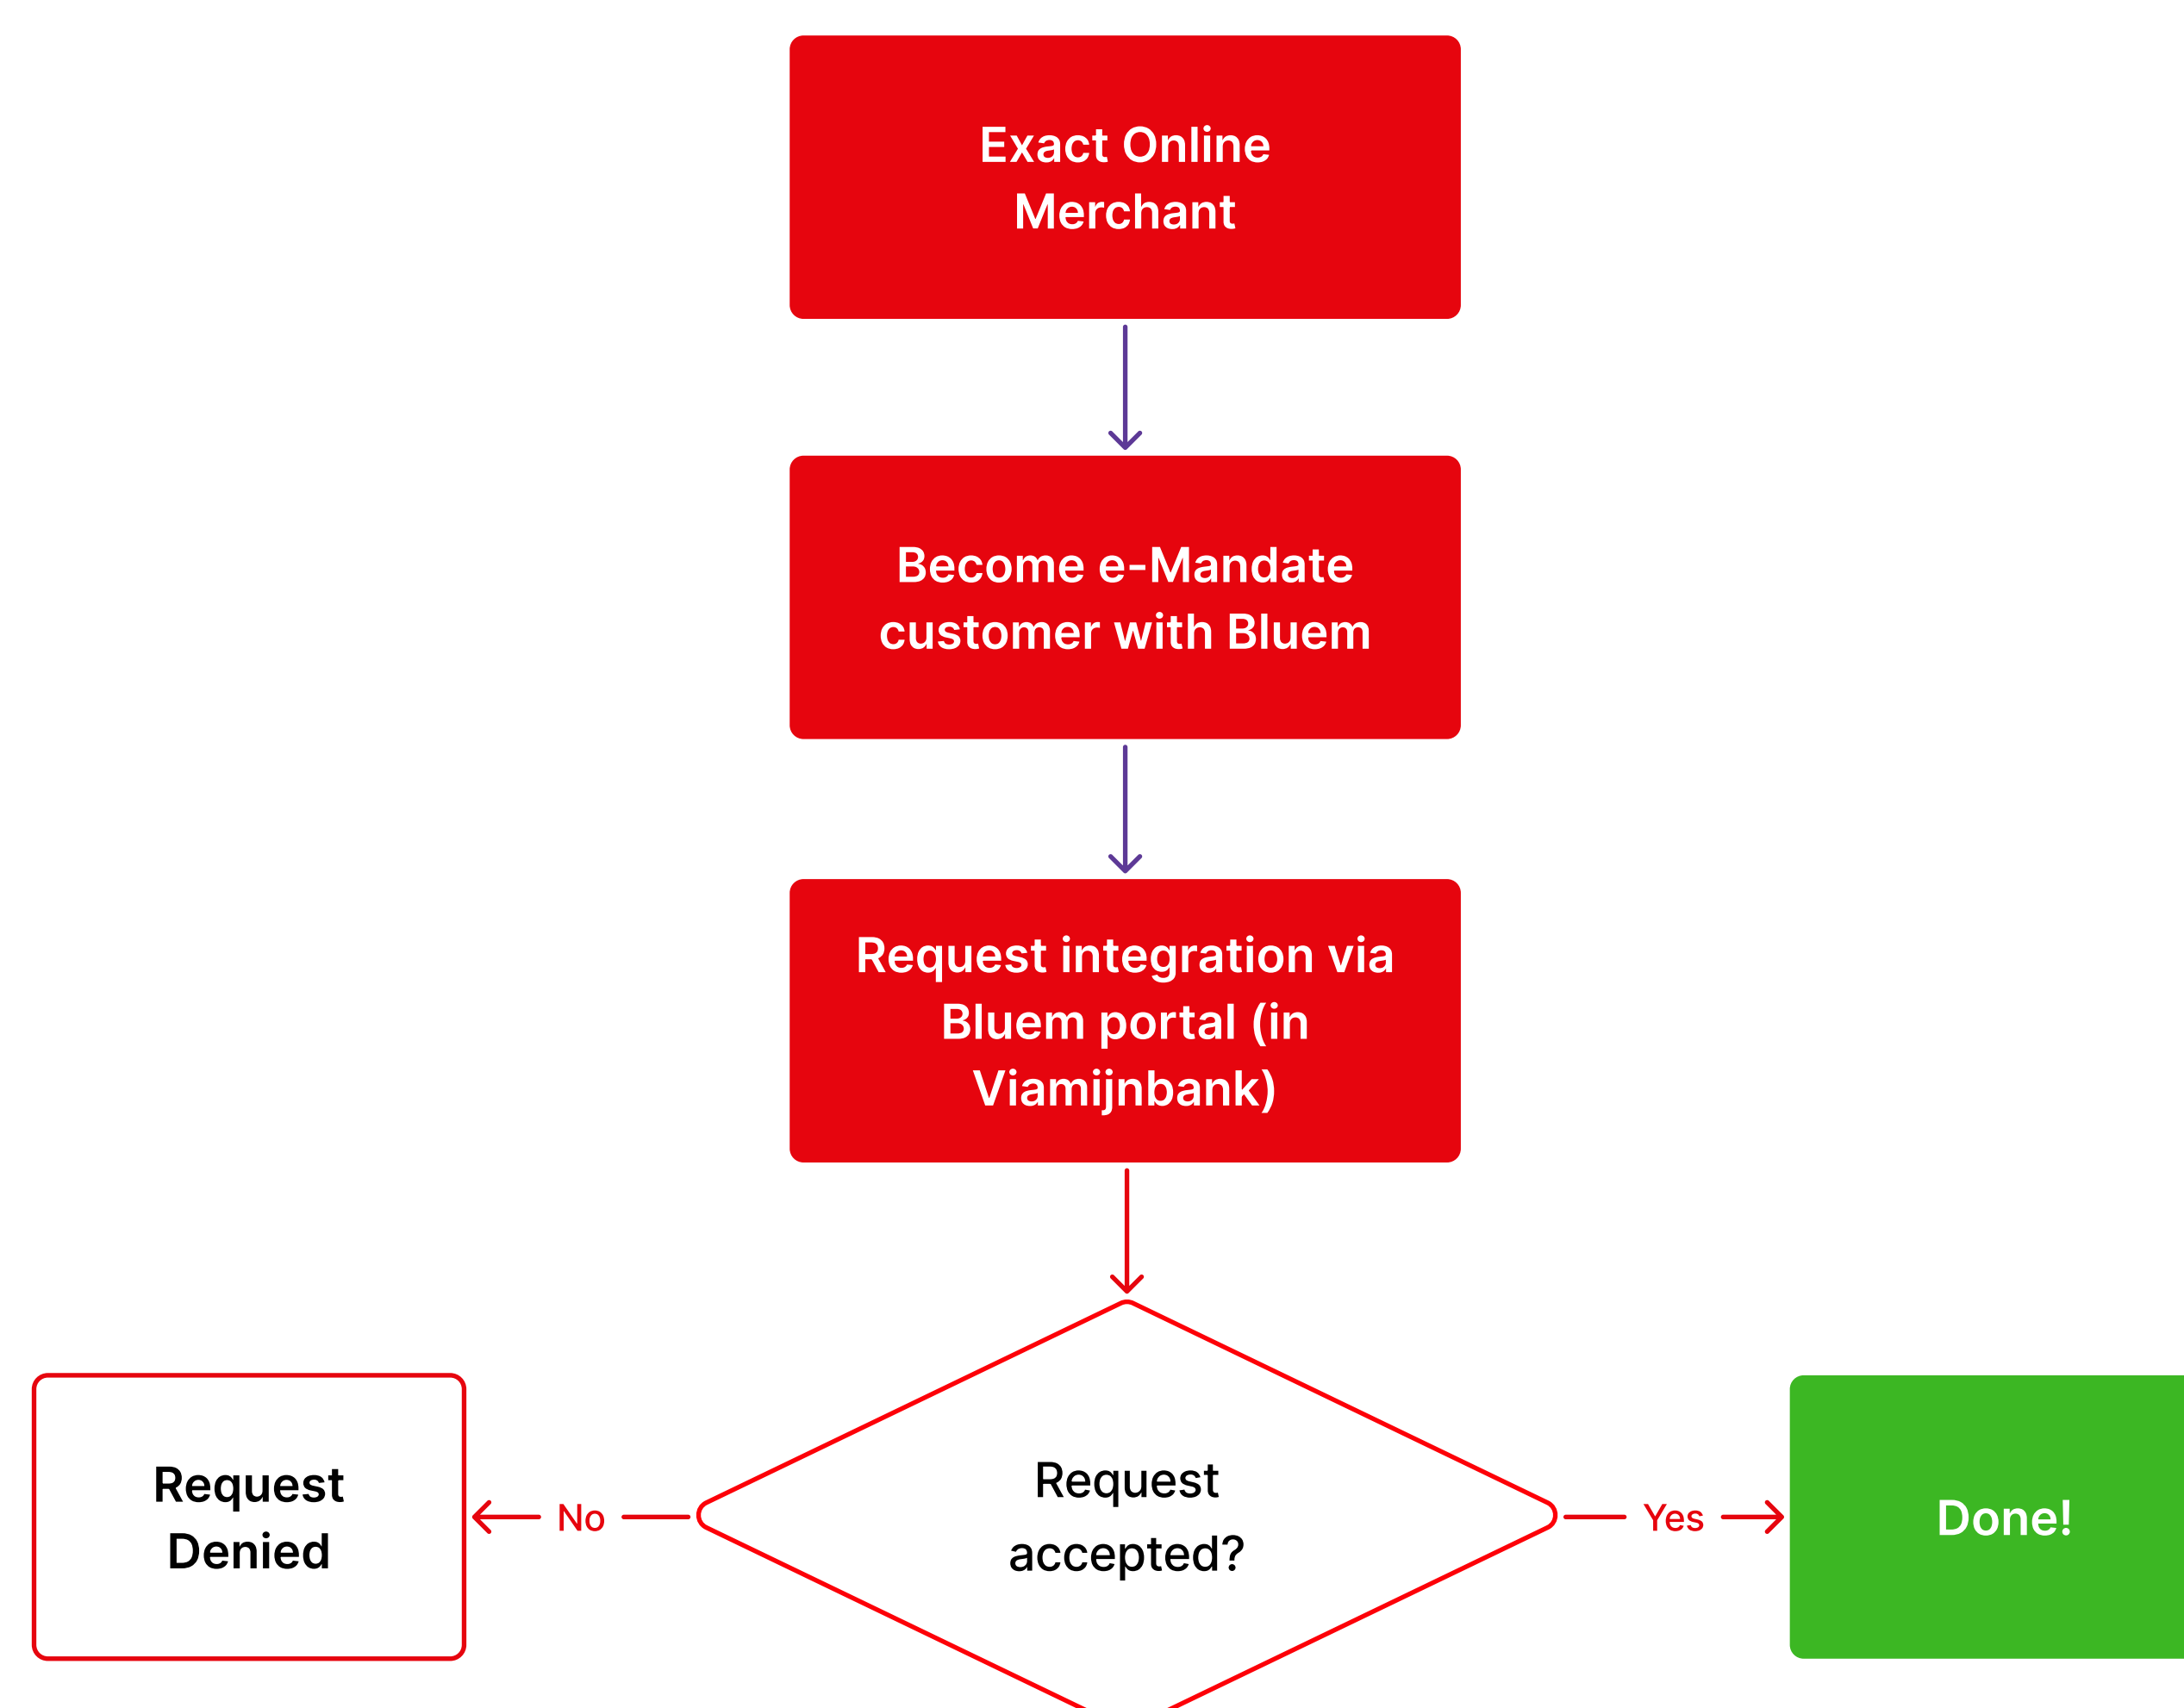 Exact Online
Merchant
Become e-Mandate
customer with Bluem
Request integration via
Bluem portal (in
Viamijnbank)
Request
accepted?
No
Yes
Request
Denied
Done!